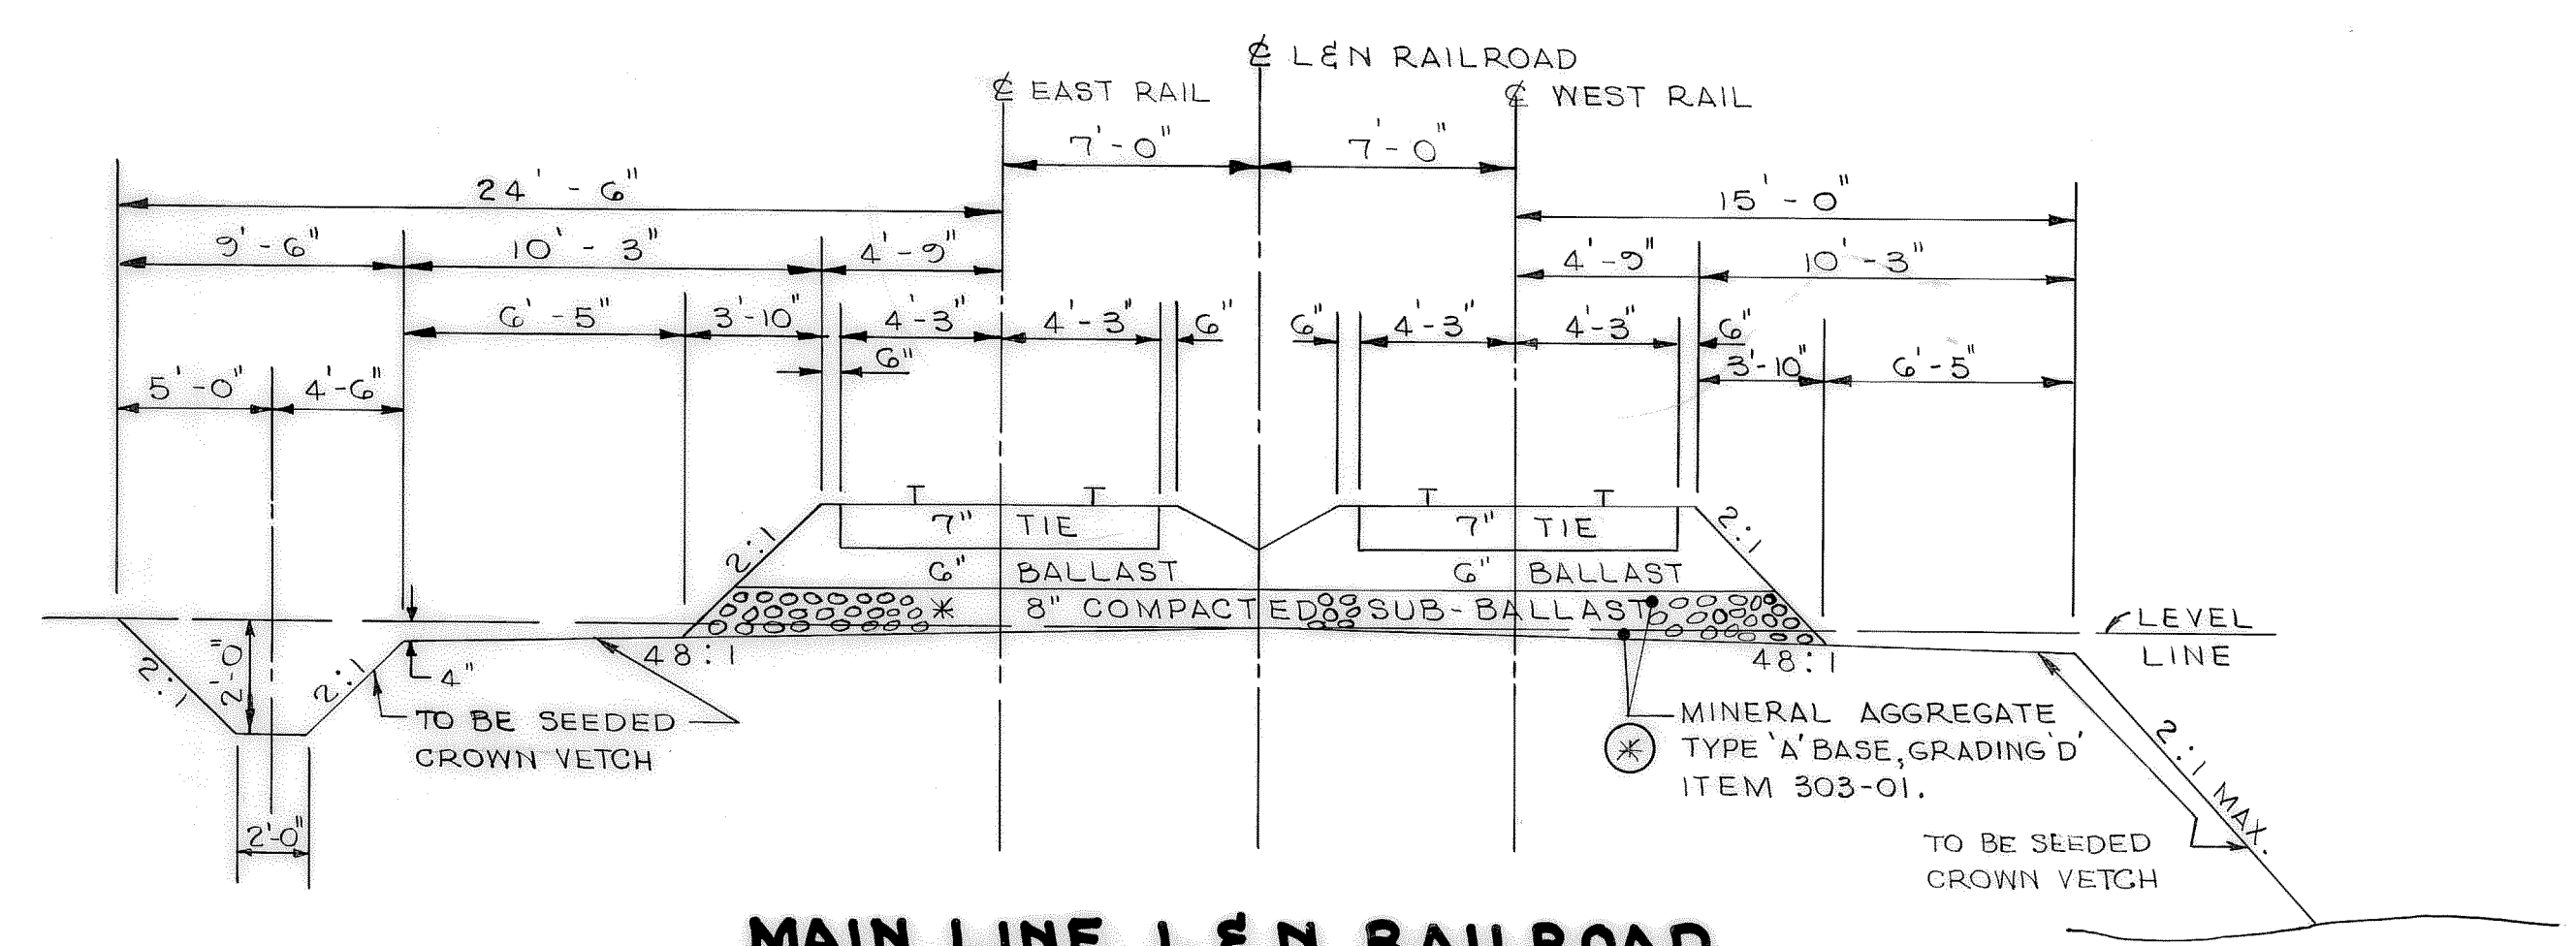 ℄ L&N RAILROAD
℄ EAST RAIL
℄ WEST RAIL
7'-0" 7'-0"
24'-6" 15'-0"
9'-6" 10'-3" 4'-9" 4'-9" 10'-3"
6'-5" 3'-10" 4'-3" 4'-3" 6" 6" 4'-3" 4'-3" 6"
6" 3'-10" 6'-5"
5'-0" 4'-6"
7" TIE 7" TIE
2:1 2:1
6" BALLAST 6" BALLAST
* 8" COMPACTED SUB-BALLAST
LEVEL
LINE
48:1 48:1
2:1 2'-0" 2:1 4"
TO BE SEEDED
CROWN VETCH
MINERAL AGGREGATE
* TYPE 'A' BASE, GRADING 'D'
ITEM 303-01.
2:1 MAX.
2'-0"
TO BE SEEDED
CROWN VETCH
MAIN LINE L & N RAILROAD